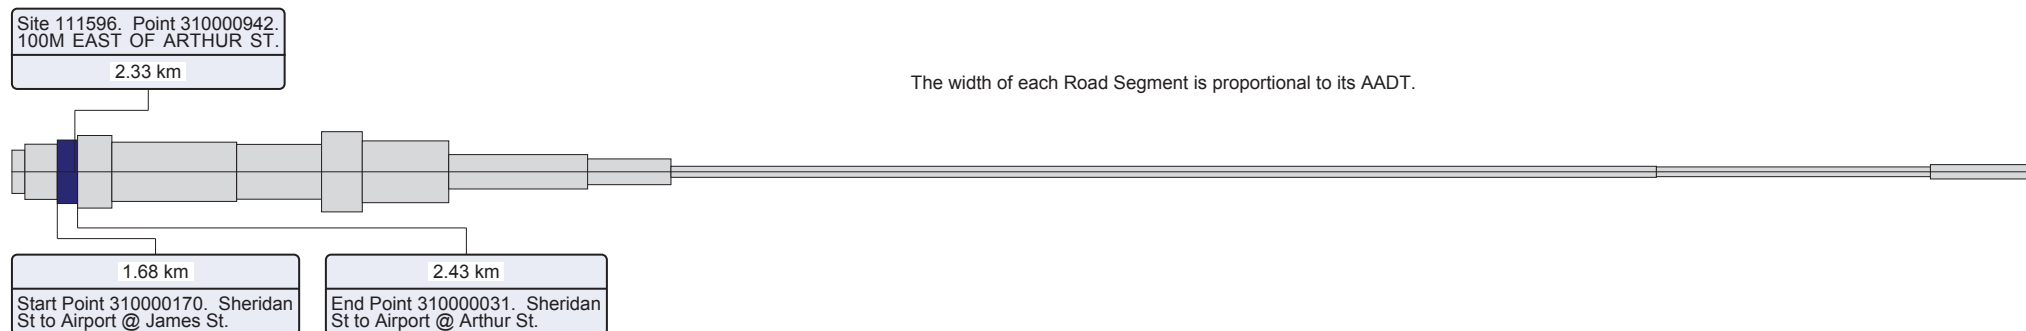 Site 111596. Point 310000942.
100M EAST OF ARTHUR ST.
2.33 km
The width of each Road Segment is proportional to its AADT.
1.68 km
Start Point 310000170. Sheridan
St to Airport @ James St.
2.43 km
End Point 310000031. Sheridan
St to Airport @ Arthur St.